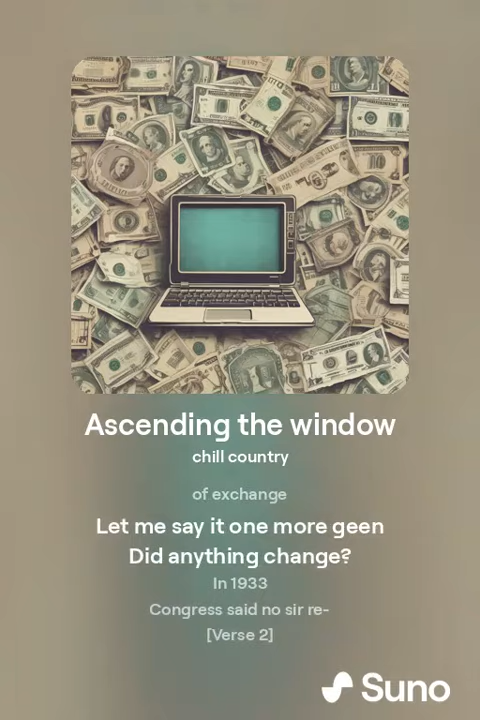 Ascending the window
chill country
of exchange
Let me say it one more geen
Did anything change?
In 1933
Congress said no sir re-
[Verse 2]
Suno